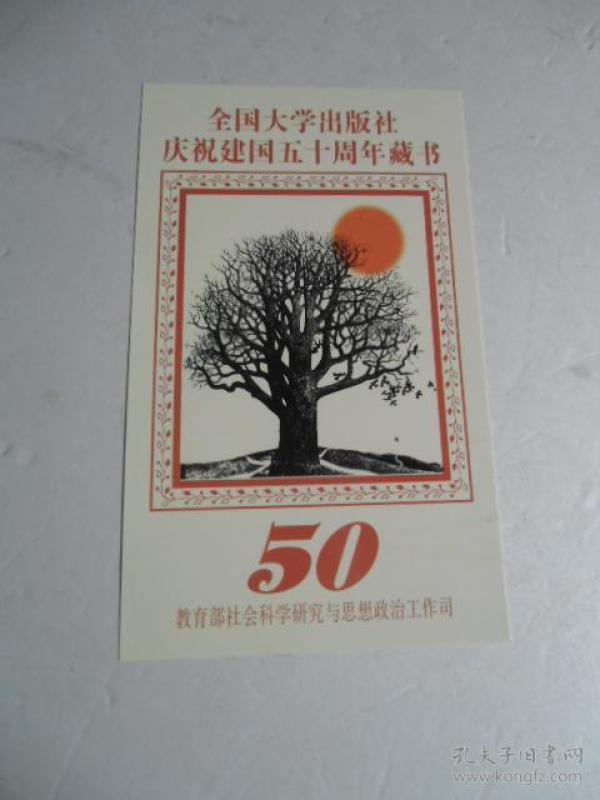 全国大学出版社
庆祝建国五十周年藏书
50
教育部社会科学研究与思想政治工作司
孔夫子旧书网
www.kongfz.com